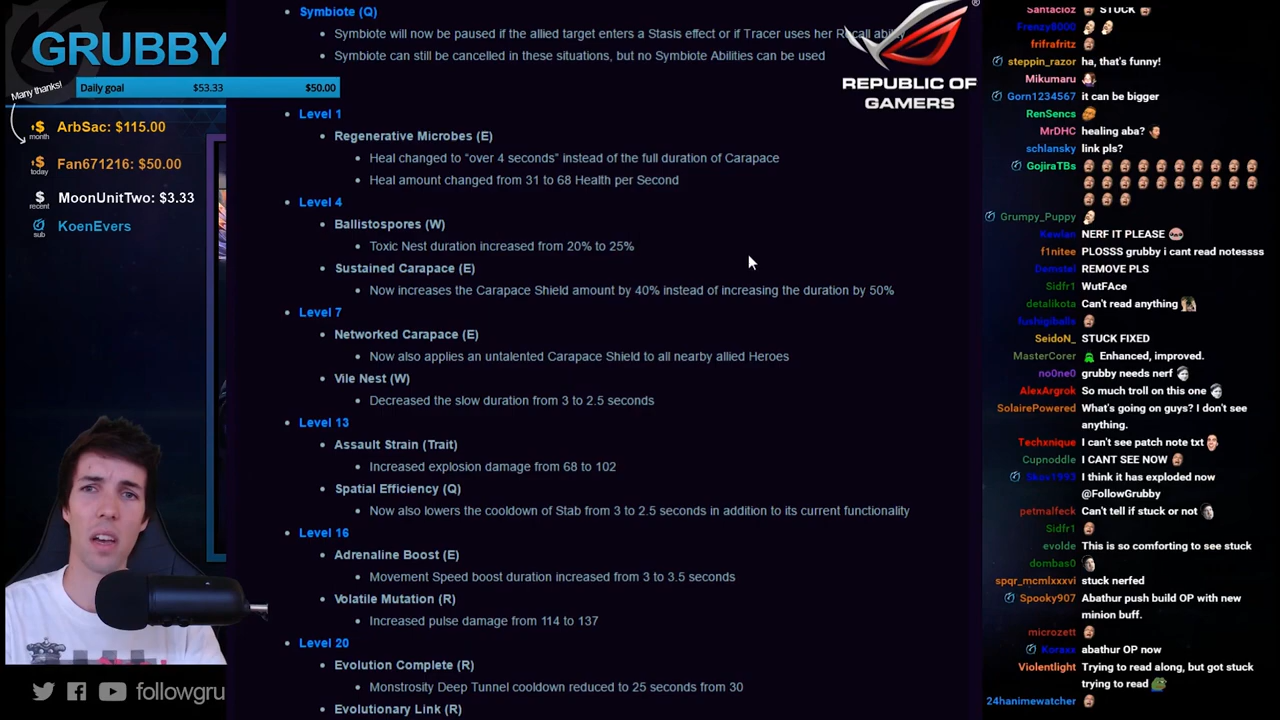 GRUBBY
Many thanks!
Daily goal $53.33 $50.00
$ month ArbSac: $115.00
$ today Fan671216: $50.00
$ recent MoonUnitTwo: $3.33
sub KoenEvers
followgru
Symbiote (Q)
Symbiote will now be paused if the allied target enters a Stasis effect or if Tracer uses her Recall ability
Symbiote can still be cancelled in these situations, but no Symbiote Abilities can be used
Level 1
Regenerative Microbes (E)
Heal changed to "over 4 seconds" instead of the full duration of Carapace
Heal amount changed from 31 to 68 Health per Second
Level 4
Ballistospores (W)
Toxic Nest duration increased from 20% to 25%
Sustained Carapace (E)
Now increases the Carapace Shield amount by 40% instead of increasing the duration by 50%
Level 7
Networked Carapace (E)
Now also applies an untalented Carapace Shield to all nearby allied Heroes
Vile Nest (W)
Decreased the slow duration from 3 to 2.5 seconds
Level 13
Assault Strain (Trait)
Increased explosion damage from 68 to 102
Spatial Efficiency (Q)
Now also lowers the cooldown of Stab from 3 to 2.5 seconds in addition to its current functionality
Level 16
Adrenaline Boost (E)
Movement Speed boost duration increased from 3 to 3.5 seconds
Volatile Mutation (R)
Increased pulse damage from 114 to 137
Level 20
Evolution Complete (R)
Monstrosity Deep Tunnel cooldown reduced to 25 seconds from 30
Evolutionary Link (R)
REPUBLIC OF
GAMERS
Santacloz STUCK
Frenzy8000
frifrafritz
steppin_razor ha, that's funny!
Mikumaru
Gorn1234567 it can be bigger
RenSencs
MrDHC healing aba?
schlansky link pls?
GojiraTBs
Grumpy_Puppy
Kewlan NERF IT PLEASE
f1nitee PLOSSS grubby i cant read notessss
Demstel REMOVE PLS
Sidfr1 WutFAce
detalikota Can't read anything
fushigiballs
SeidoN_ STUCK FIXED
MasterCorer Enhanced, improved.
no0ne0 grubby needs nerf
AlexArgrok So much troll on this one
SolairePowered What's going on guys? I don't see
anything.
Techxnique I can't see patch note txt
Cupnoddle I CANT SEE NOW
Skov1993 I think it has exploded now
@FollowGrubby
petmalfeck Can't tell if stuck or not
Sidfr1
evolde This is so comforting to see stuck
dombas0
spqr_mcmlxxxvi stuck nerfed
Spooky907 Abathur push build OP with new
minion buff.
microzett
Koraxx abathur OP now
Violentlight Trying to read along, but got stuck
trying to read
24hanimewatcher